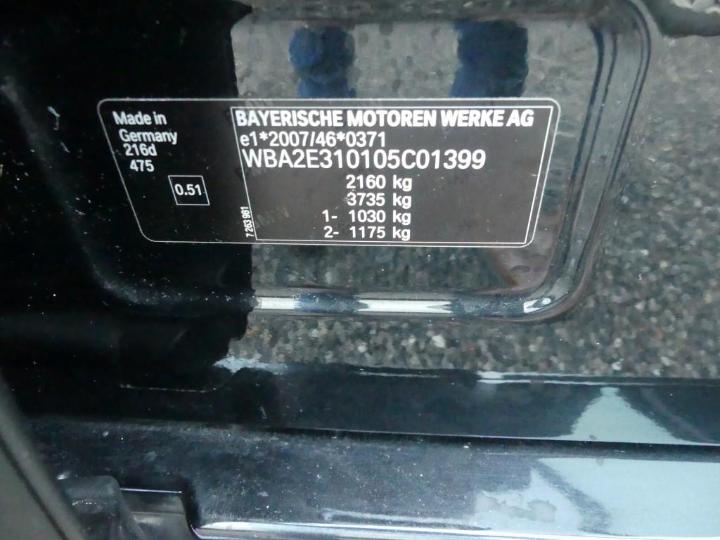 Made in
Germany
216d
475
0.51
7 263 981
BAYERISCHE MOTOREN WERKE AG
e1*2007/46*0371
WBA2E310105C01399
2160 kg
3735 kg
1- 1030 kg
2- 1175 kg